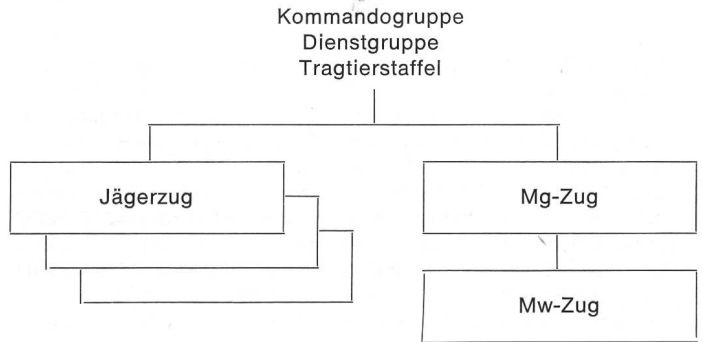 Kommandogruppe
Dienstgruppe
Tragtierstaffel
Jägerzug
Mg-Zug
Mw-Zug